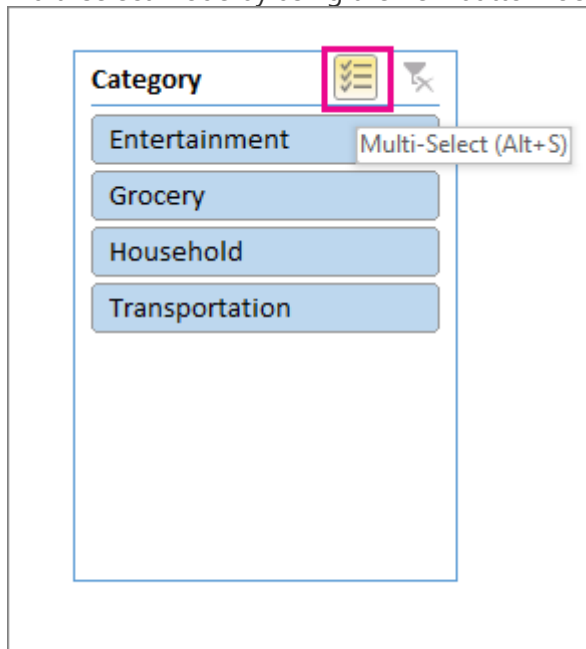 Category
Entertainment
Multi-Select (Alt+S)
Grocery
Household
Transportation